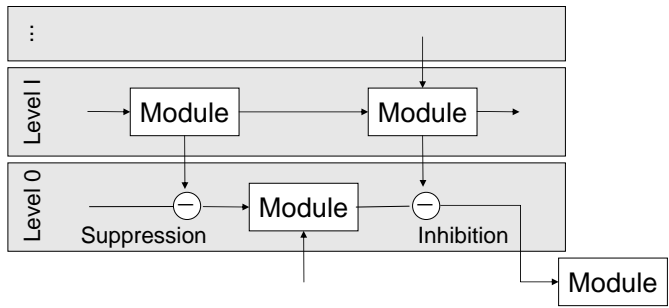 ⋮
Level I
Module
Module
Level 0
Module
Suppression
Inhibition
Module